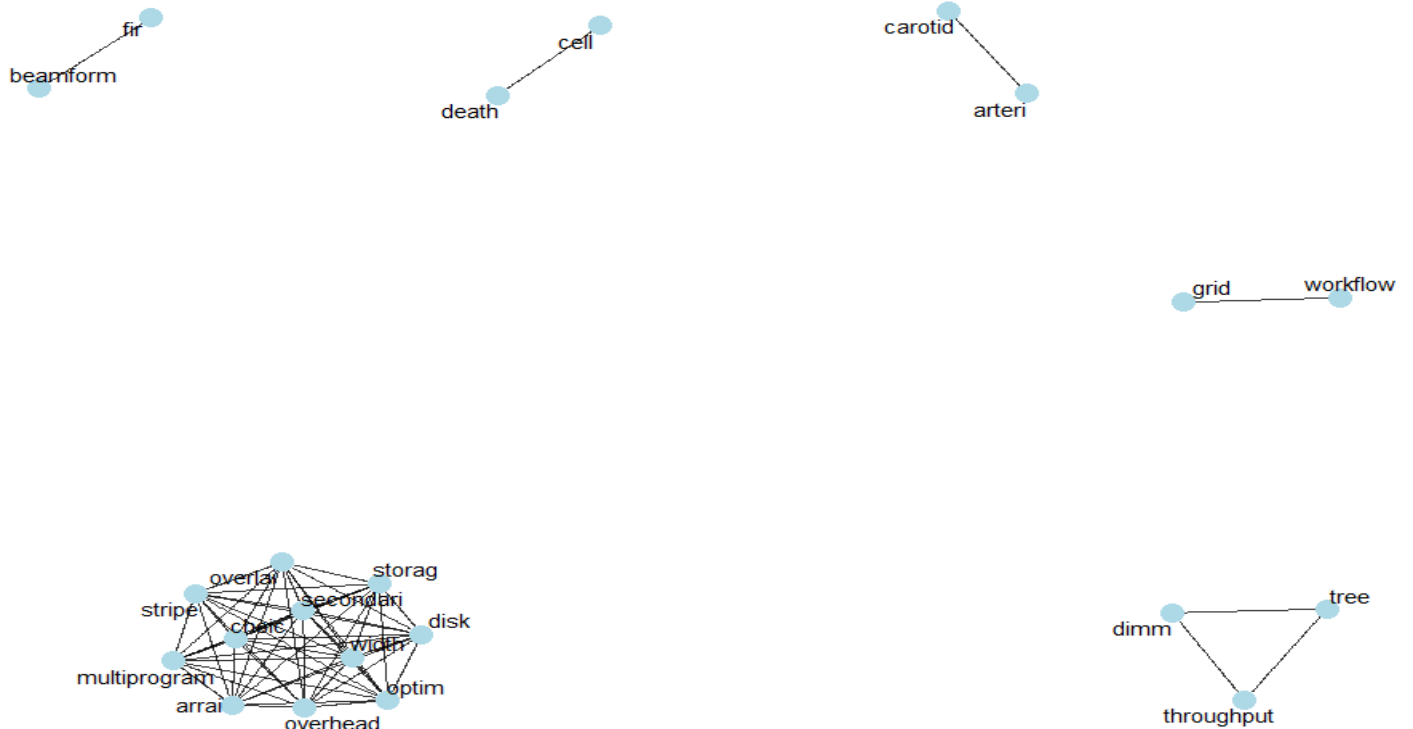 fir
beamform
cell
death
carotid
arteri
grid
workflow
overlai
storag
stripe
secondari
choic
disk
width
multiprogram
arrai
optim
overhead
dimm
tree
throughput